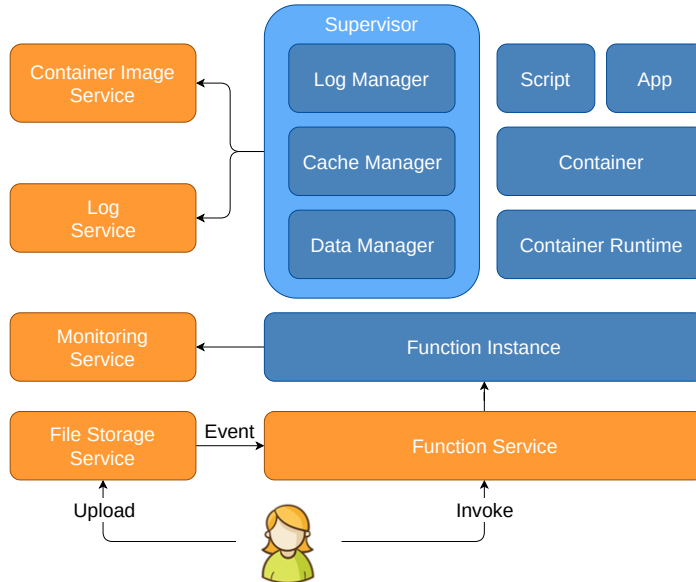 Supervisor
Container Image
Service
Log Manager
Script
App
Cache Manager
Container
Log
Service
Data Manager
Container Runtime
Monitoring
Service
Function Instance
File Storage
Service
Event
Function Service
Upload
Invoke